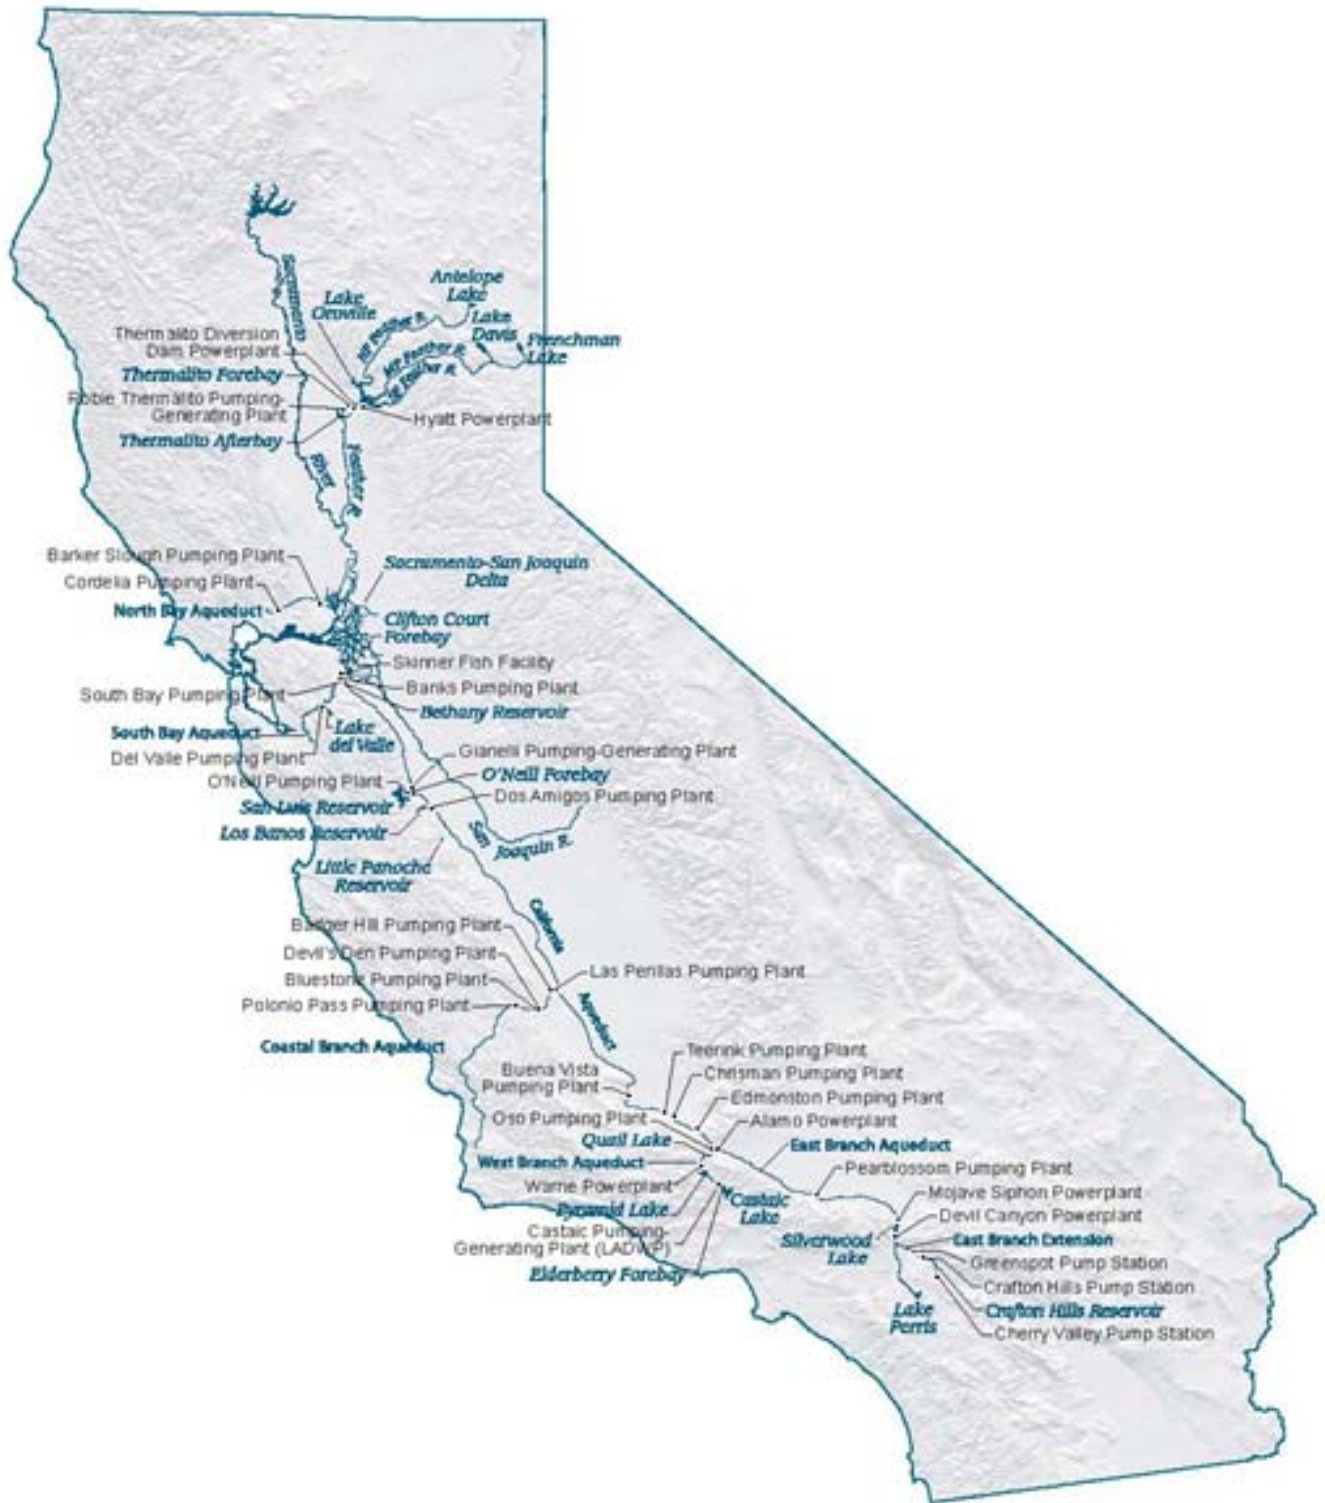 Sacramento
River
Lake
Oroville
Antelope
Lake
Lake
Davis
Frenchman
Lake
NF Feather R.
MF Feather R.
SF Feather R.
Thermalito Diversion
Dam Powerplant
Thermalito Forebay
Robie Thermalito Pumping-
Generating Plant
Thermalito Afterbay
Hyatt Powerplant
Feather R.
Barker Slough Pumping Plant
Cordelia Pumping Plant
North Bay Aqueduct
Sacramento-San Joaquin
Delta
Clifton Court
Forebay
Skinner Fish Facility
South Bay Pumping Plant
Banks Pumping Plant
Bethany Reservoir
South Bay Aqueduct
Lake
del Valle
Del Valle Pumping Plant
Gianelli Pumping-Generating Plant
O'Neill Pumping Plant
O'Neill Forebay
San Luis Reservoir
Dos Amigos Pumping Plant
Los Banos Reservoir
San
Joaquin R.
Little Panoche
Reservoir
California
Aqueduct
Badger Hill Pumping Plant
Devil's Den Pumping Plant
Bluestone Pumping Plant
Polonio Pass Pumping Plant
Las Perillas Pumping Plant
Coastal Branch Aqueduct
Buena Vista
Pumping Plant
Teerink Pumping Plant
Chrisman Pumping Plant
Edmonston Pumping Plant
Oso Pumping Plant
Alamo Powerplant
Quail Lake
East Branch Aqueduct
West Branch Aqueduct
Pearblossom Pumping Plant
Warne Powerplant
Pyramid Lake
Castaic
Lake
Mojave Siphon Powerplant
Devil Canyon Powerplant
Castaic Pumping-
Generating Plant (LADWP)
Silverwood
Lake
East Branch Extension
Greenspot Pump Station
Elderberry Forebay
Crafton Hills Pump Station
Crafton Hills Reservoir
Lake
Perris
Cherry Valley Pump Station